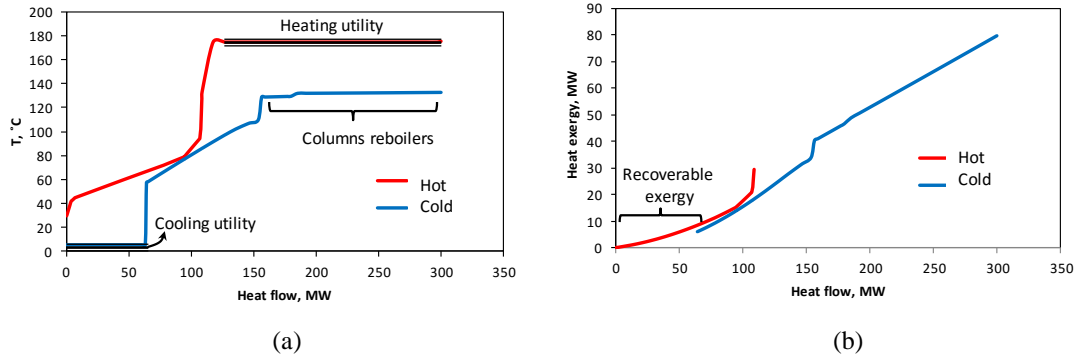 200
180
160
140
120
100
80
60
40
20
0
T, ˚C
0
50
100
150
200
250
300
350
Heat flow, MW
Heating utility
Columns reboilers
Hot
Cold
Cooling utility
(a)
90
80
70
60
50
40
30
20
10
0
Heat exergy, MW
0
50
100
150
200
250
300
350
Heat flow, MW
Recoverable
exergy
Hot
Cold
(b)